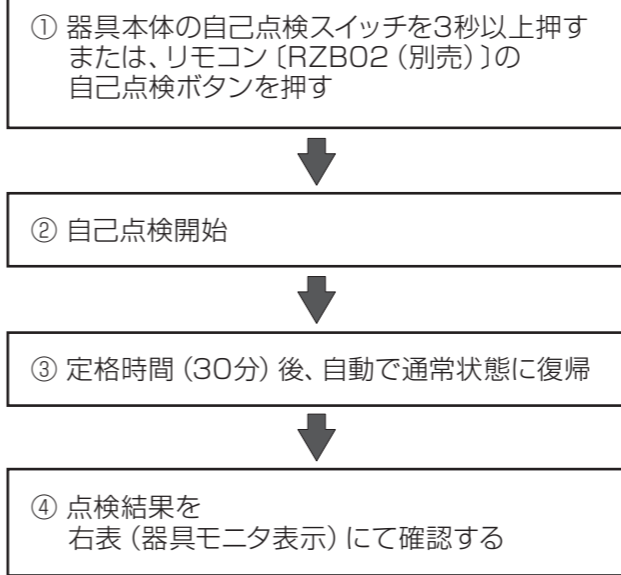 ① 器具本体の自己点検スイッチを3秒以上押す
または、リモコン〔RZB02（別売）〕の
自己点検ボタンを押す
② 自己点検開始
③ 定格時間（30分）後、自動で通常状態に復帰
④ 点検結果を
右表（器具モニタ表示）にて確認する